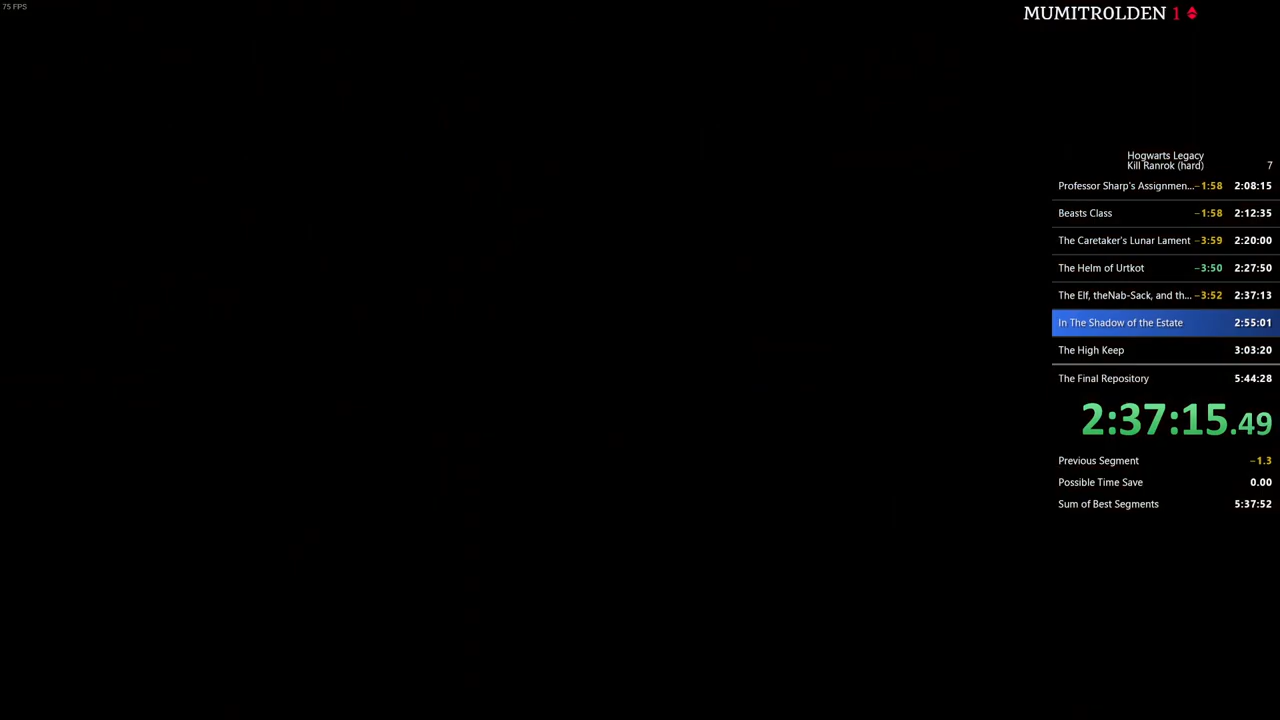 75 FPS
MUMITR0LDEN 1
Hogwarts Legacy
Kill Ranrok (hard) 7
Professor Sharp's Assignmen... −1:58 2:08:15
Beasts Class −1:58 2:12:35
The Caretaker's Lunar Lament −3:59 2:20:00
The Helm of Urtkot −3:50 2:27:50
The Elf, theNab-Sack, and th... −3:52 2:37:13
In The Shadow of the Estate 2:55:01
The High Keep 3:03:20
The Final Repository 5:44:28
2:37:15.49
Previous Segment −1.3
Possible Time Save 0.00
Sum of Best Segments 5:37:52